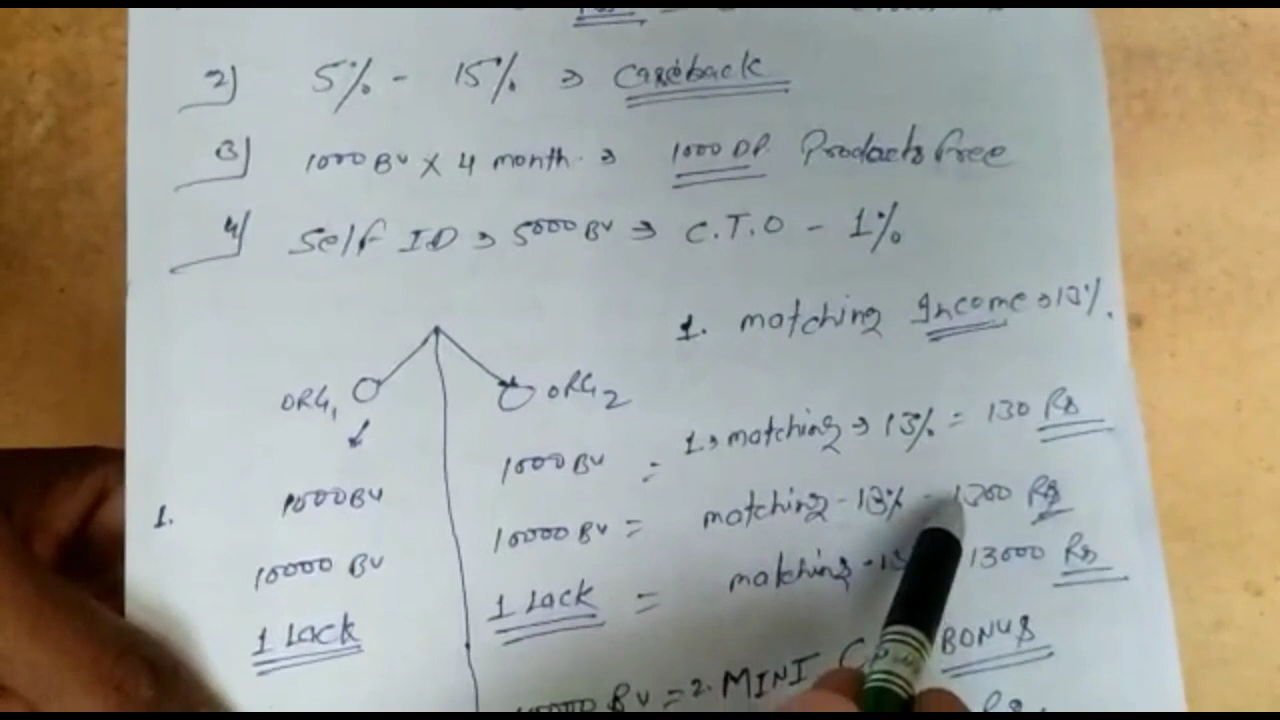 2) 5% - 15% → Caseback
3) 1000 BV X 4 month → 1000 DP Products free
4) Self ID → 5000 BV → C.T.O - 1%
1. matching Income → 13%.
ORG1 ORG2
1000 BV = 1. → matching → 13% = 130 Rs
1. 1000 BV
10000 BV = matching - 13% = 1300 Rs
10000 BV
1 Lack = matching - 13 13000 Rs
1 Lack
BV = 2. MINI BONUS